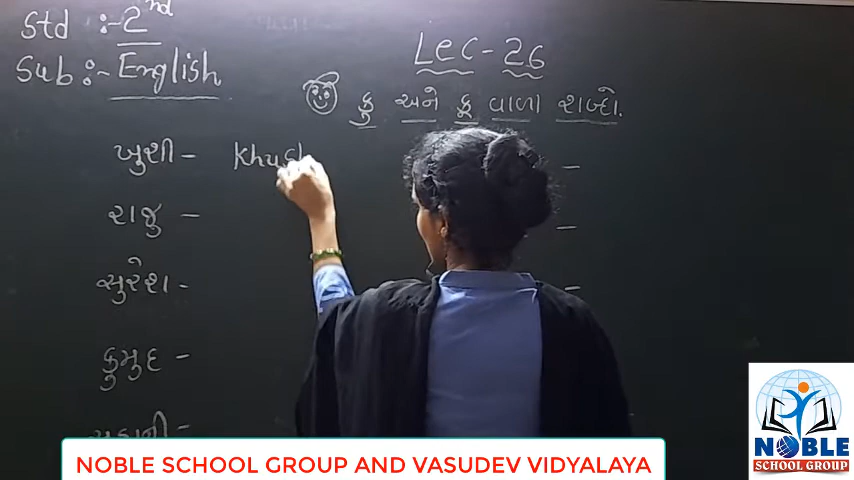 Std :- 2nd
Sub :- English
Lec - 26
કુ અને કૂ વાળા શબ્દો.
ખુશી - Khush
રાજુ -
સુરેશ -
કુમુદ -
NOBLE SCHOOL GROUP AND VASUDEV VIDYALAYA
NOBLE
SCHOOL GROUP